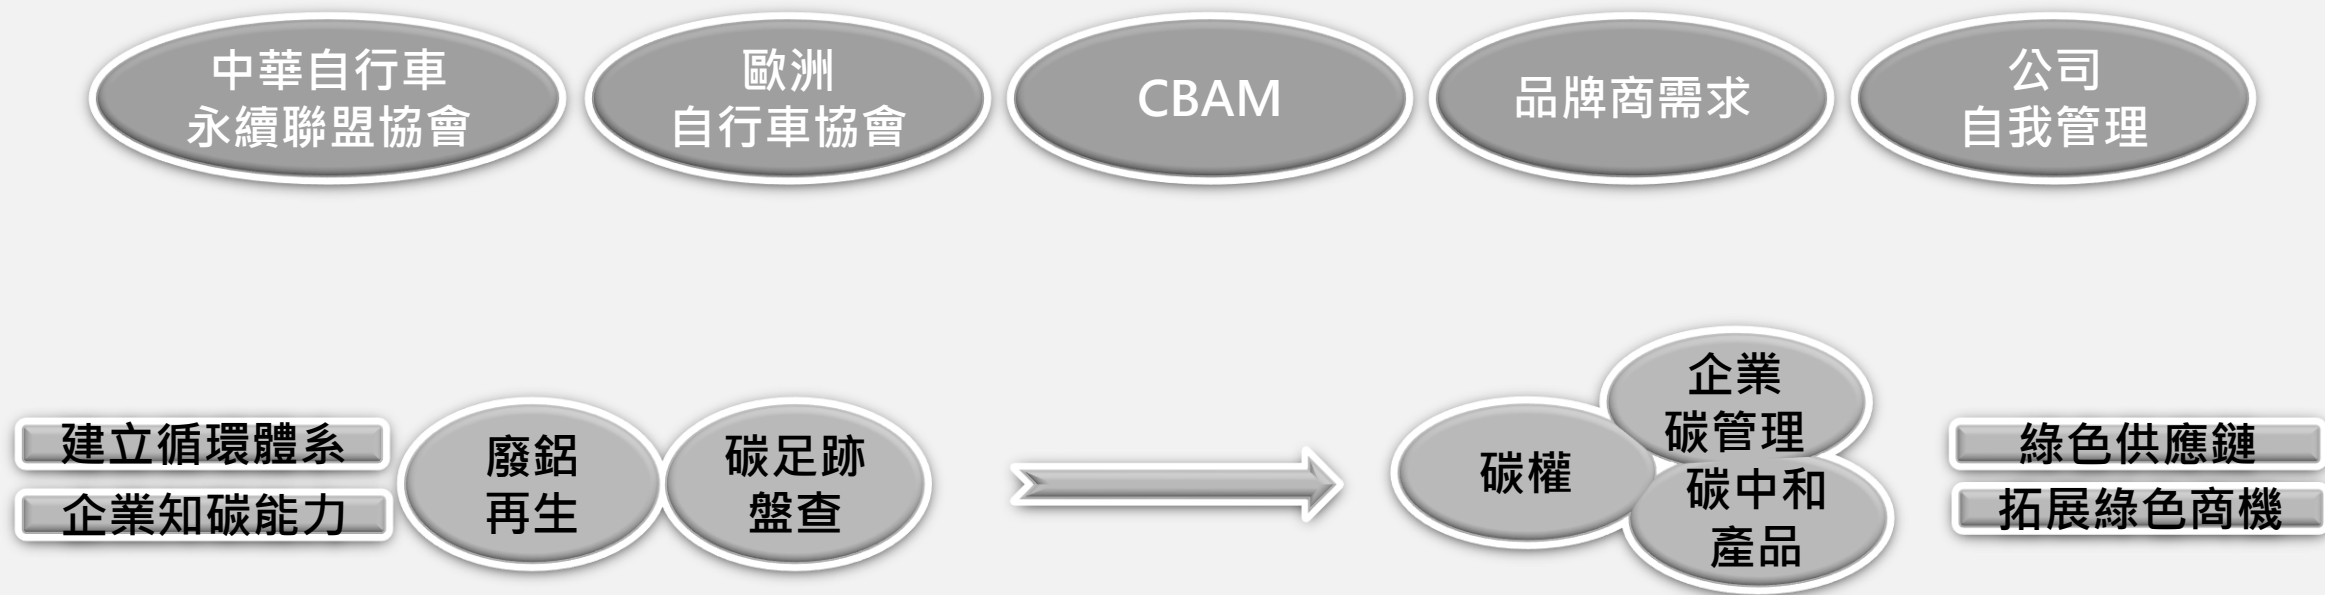 中華自行車
永續聯盟協會
歐洲
自行車協會
CBAM
品牌商需求
公司
自我管理
建立循環體系
企業知碳能力
廢鋁
再生
碳足跡
盤查
碳權
企業
碳管理
碳中和
產品
綠色供應鏈
拓展綠色商機